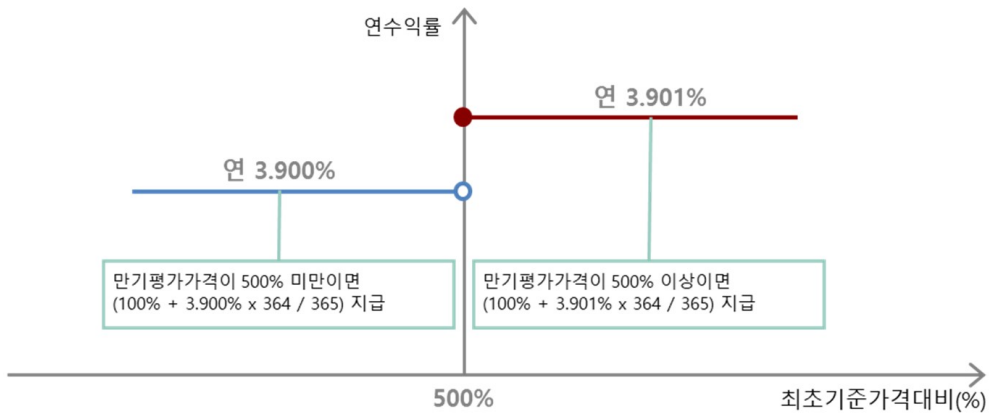 연수익률
연 3.901%
연 3.900%
만기평가가격이 500% 미만이면
(100% + 3.900% x 364 / 365) 지급
만기평가가격이 500% 이상이면
(100% + 3.901% x 364 / 365) 지급
500%
최초기준가격대비(%)